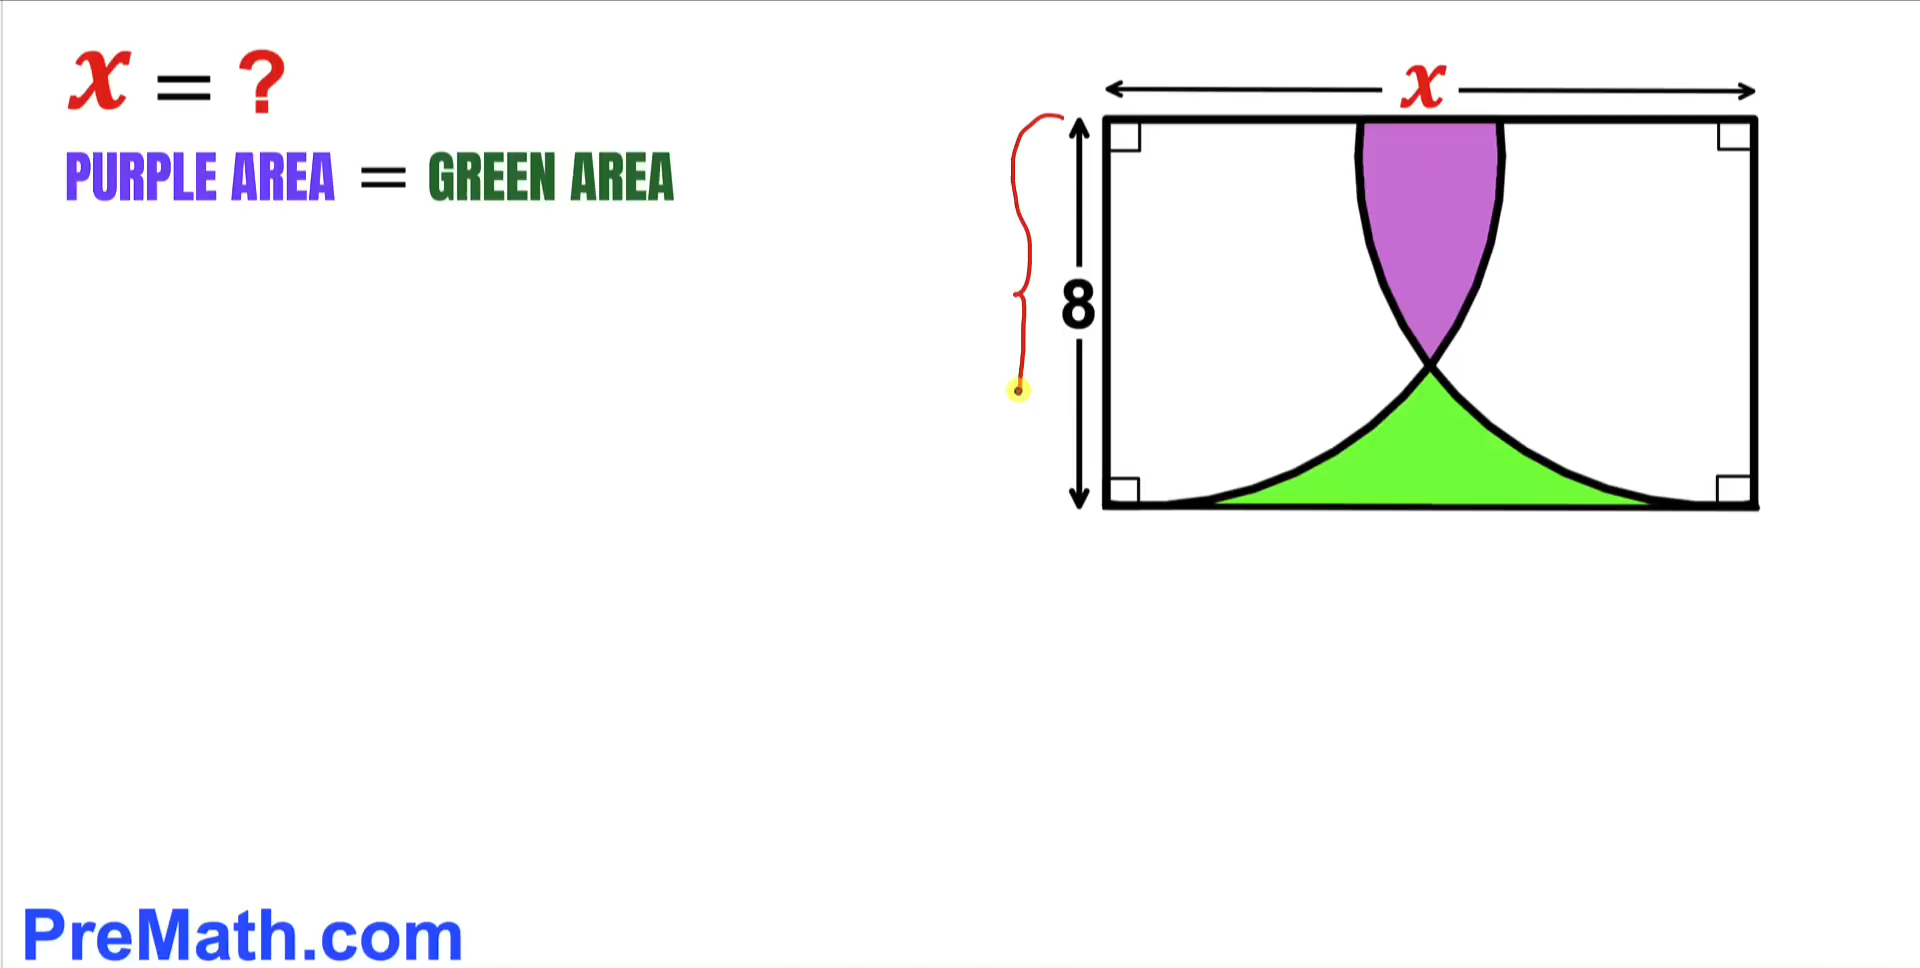 x = ?
PURPLE AREA = GREEN AREA
x
8
PreMath.com